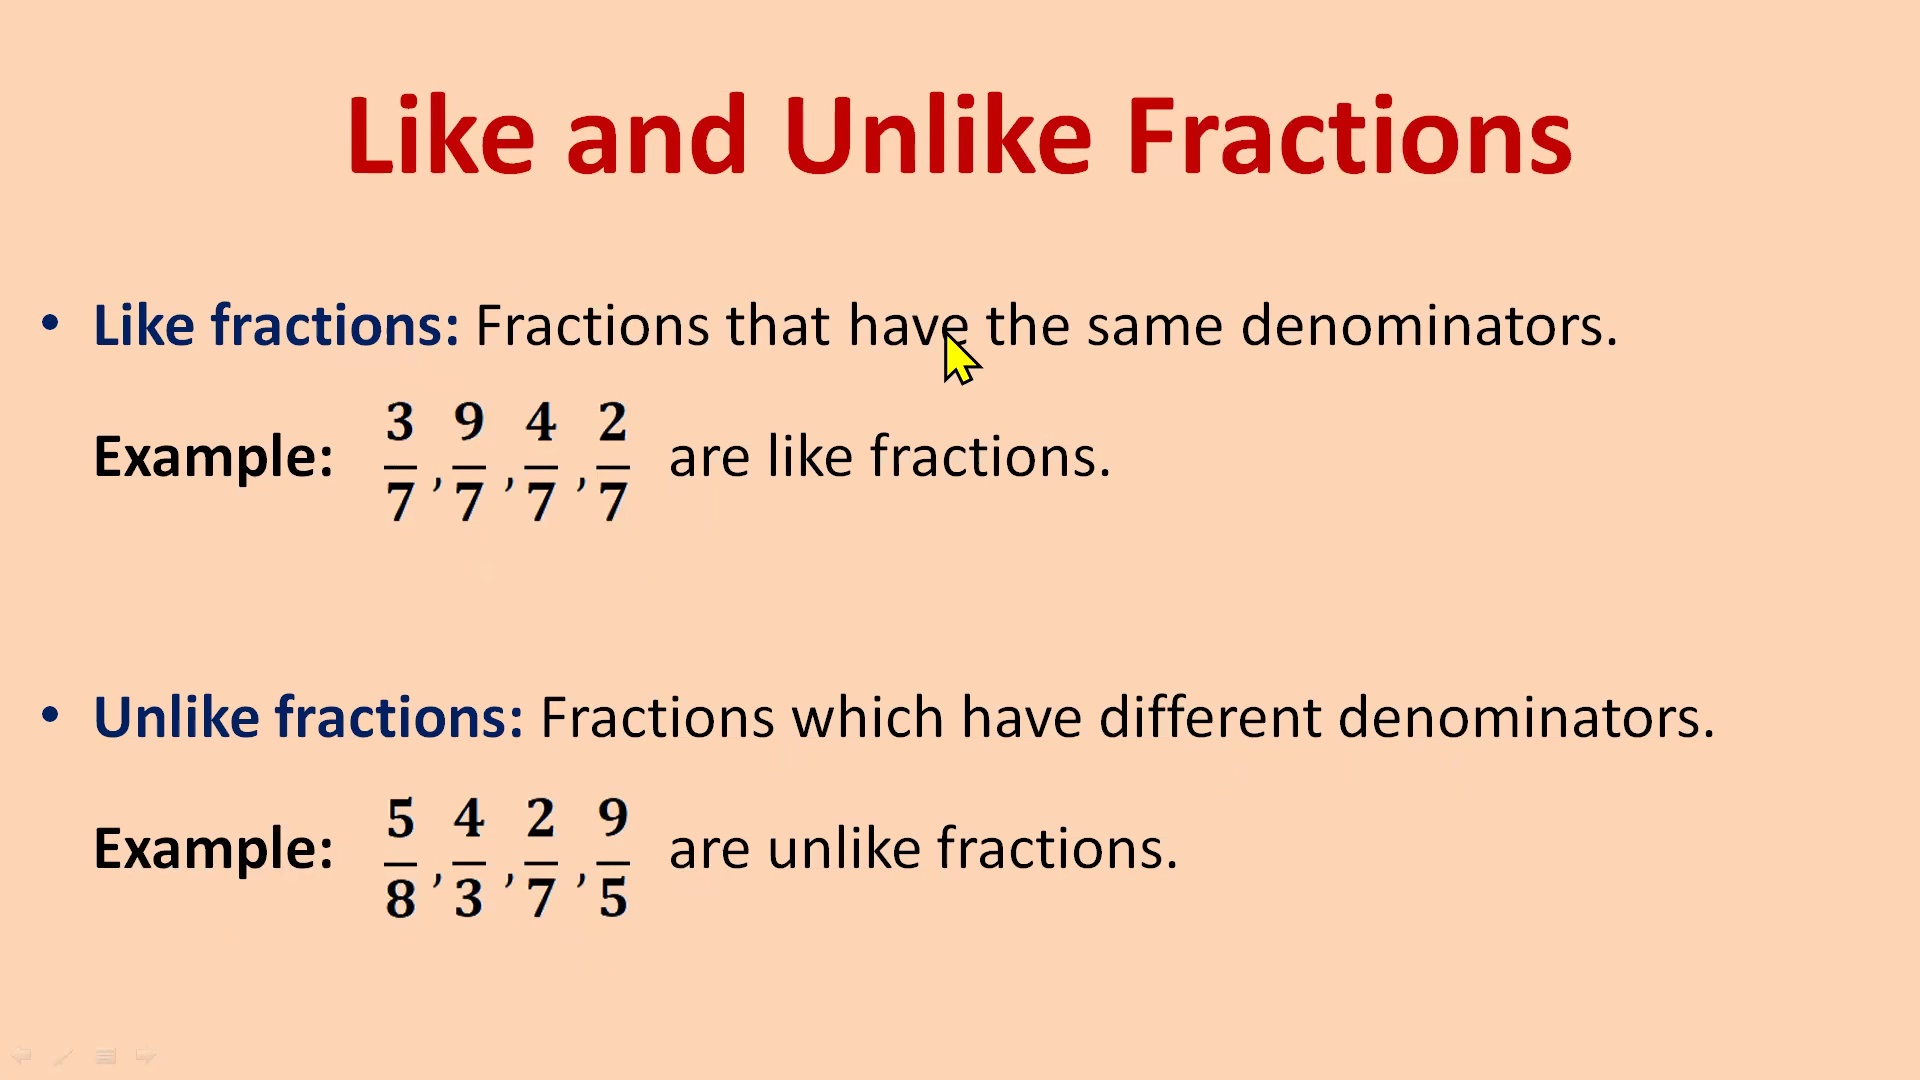 Like and Unlike Fractions
• Like fractions: Fractions that have the same denominators.
Example: 3/7, 9/7, 4/7, 2/7 are like fractions.
• Unlike fractions: Fractions which have different denominators.
Example: 5/8, 4/3, 2/7, 9/5 are unlike fractions.